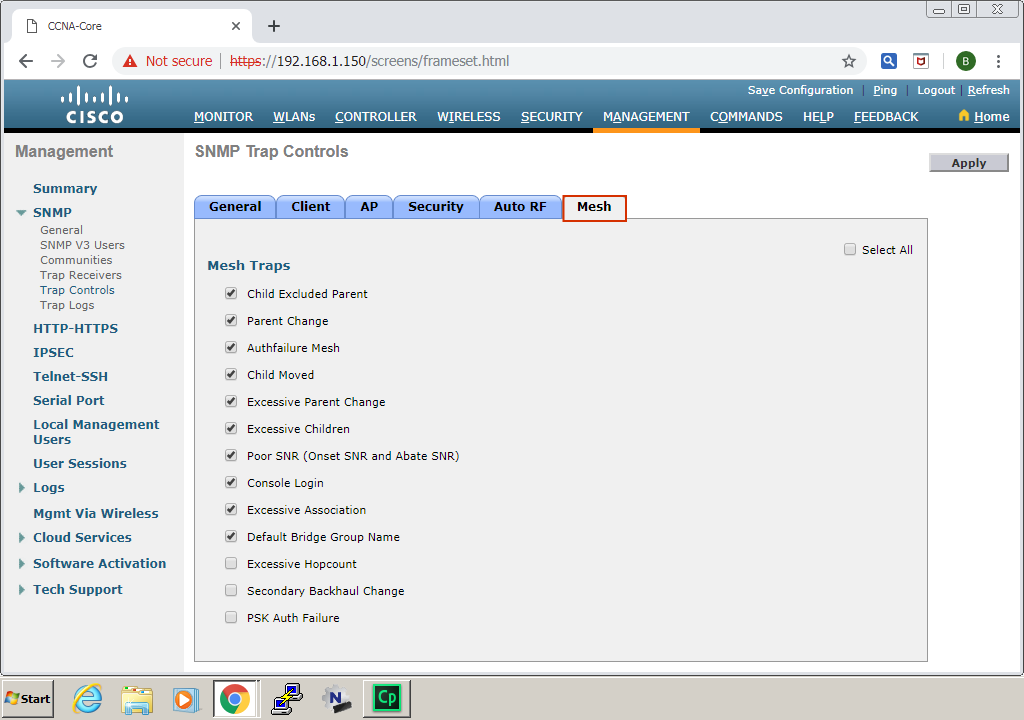 CCNA-Core
Not secure https://192.168.1.150/screens/frameset.html
B
Save Configuration Ping Logout Refresh
CISCO
MONITOR WLANs CONTROLLER WIRELESS SECURITY MANAGEMENT COMMANDS HELP FEEDBACK Home
Management
Summary
SNMP
General
SNMP V3 Users
Communities
Trap Receivers
Trap Controls
Trap Logs
HTTP-HTTPS
IPSEC
Telnet-SSH
Serial Port
Local Management
Users
User Sessions
Logs
Mgmt Via Wireless
Cloud Services
Software Activation
Tech Support
SNMP Trap Controls
Apply
General Client AP Security Auto RF Mesh
Select All
Mesh Traps
Child Excluded Parent
Parent Change
Authfailure Mesh
Child Moved
Excessive Parent Change
Excessive Children
Poor SNR (Onset SNR and Abate SNR)
Console Login
Excessive Association
Default Bridge Group Name
Excessive Hopcount
Secondary Backhaul Change
PSK Auth Failure
Start
N
Cp